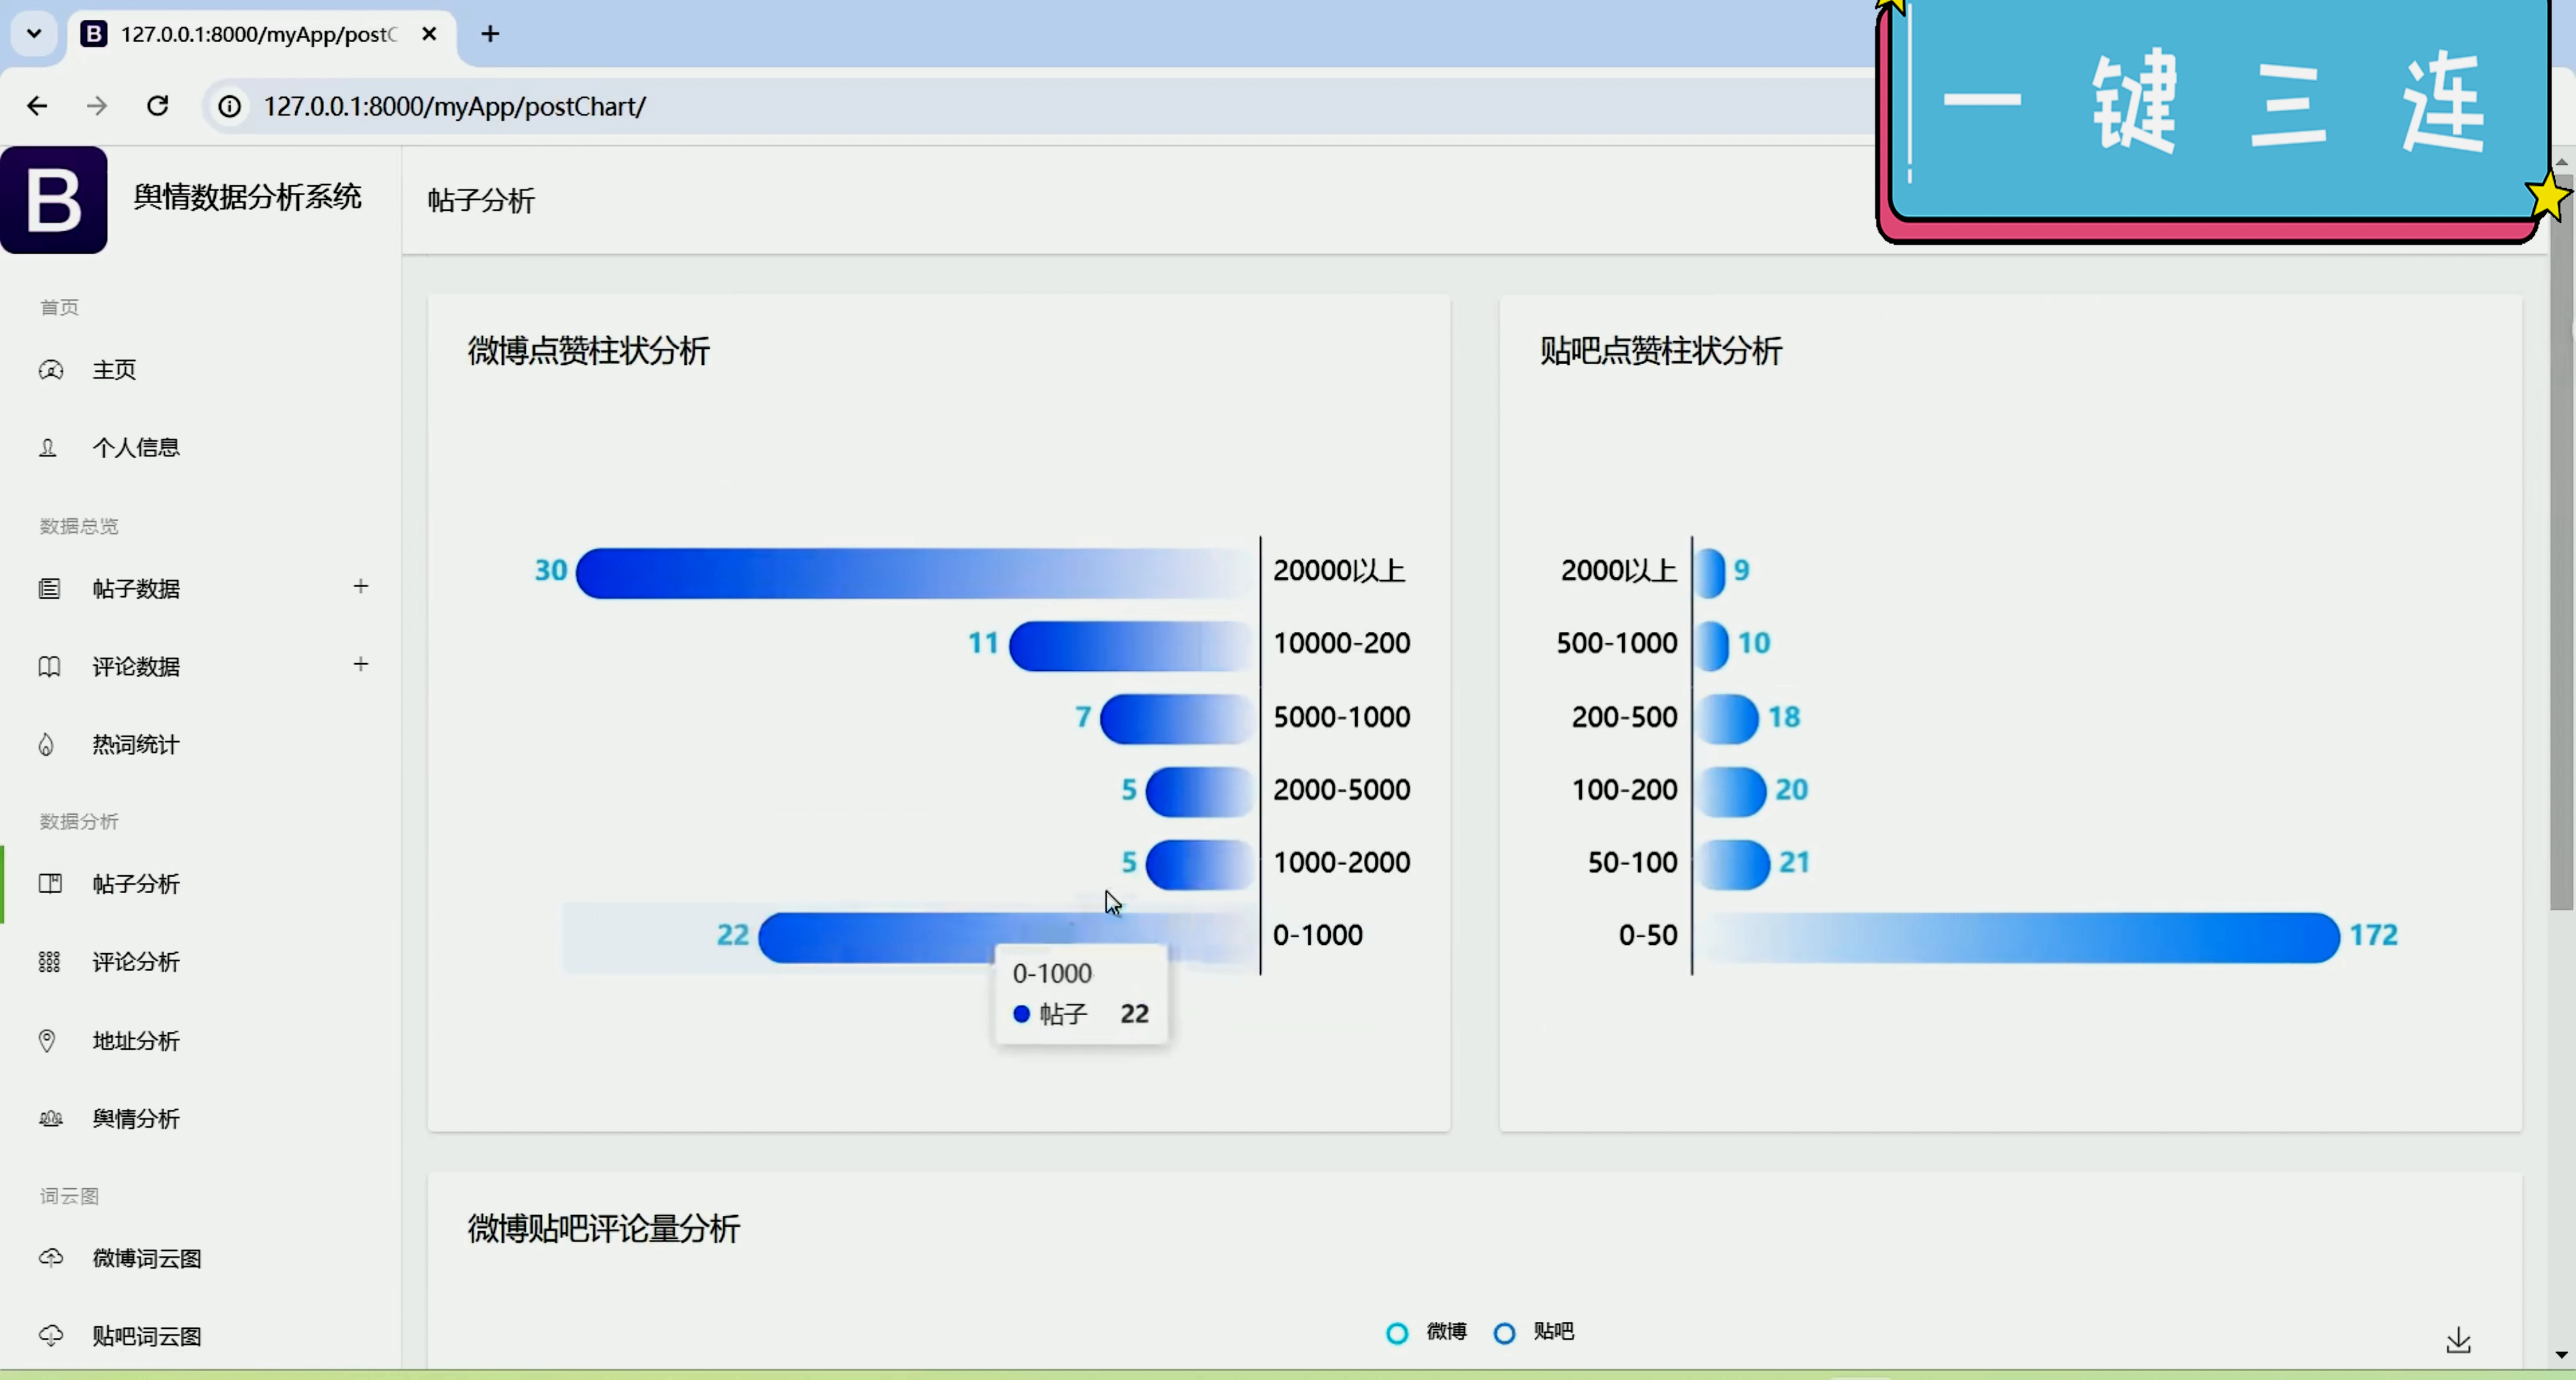 127.0.0.1:8000/myApp/postC
127.0.0.1:8000/myApp/postChart/
一键三连
B
舆情数据分析系统
帖子分析
首页
主页
个人信息
数据总览
帖子数据 +
评论数据 +
热词统计
数据分析
帖子分析
评论分析
地址分析
舆情分析
词云图
微博词云图
贴吧词云图
微博点赞柱状分析
30 20000以上
11 10000-200
7 5000-1000
5 2000-5000
5 1000-2000
22 0-1000
0-1000
帖子 22
贴吧点赞柱状分析
2000以上 9
500-1000 10
200-500 18
100-200 20
50-100 21
0-50 172
微博贴吧评论量分析
微博 贴吧